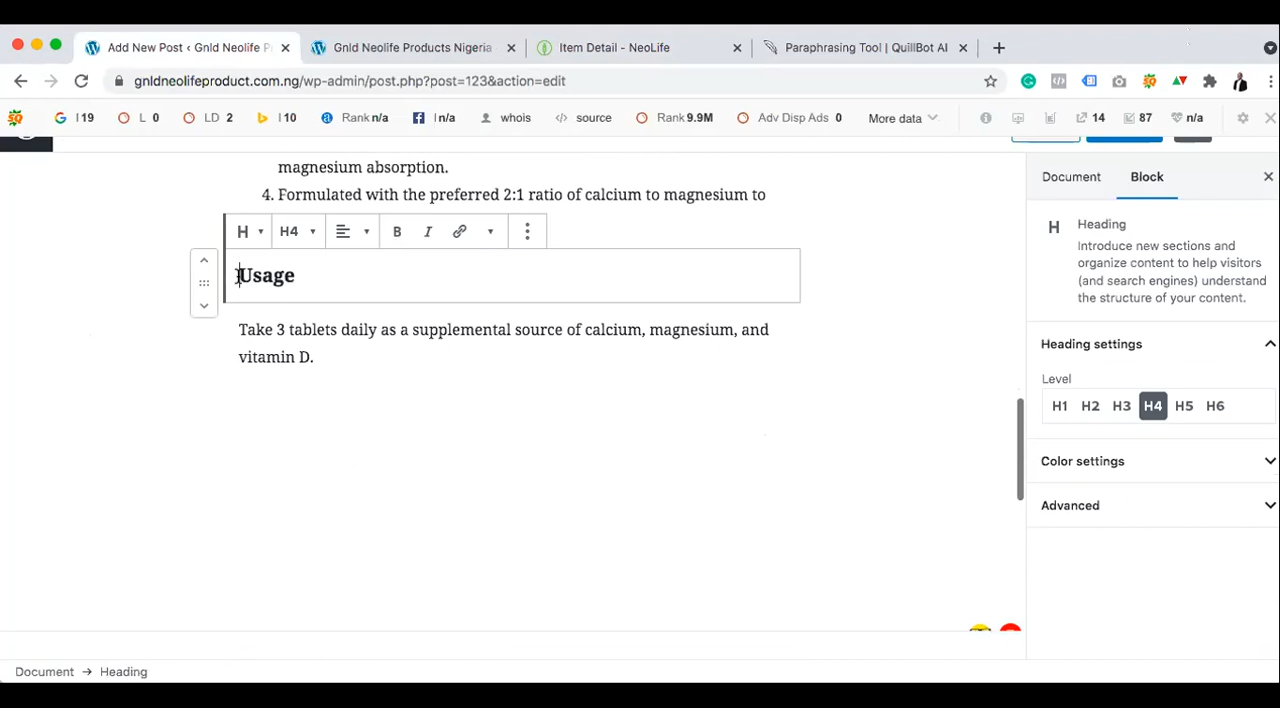 Add New Post ‹ Gnld Neolife P
Gnld Neolife Products Nigeria
Item Detail - NeoLife
Paraphrasing Tool | QuillBot AI
gnldneolifeproduct.com.ng/wp-admin/post.php?post=123&action=edit
SQ G I 19 L 0 LD 2 I 10 Rank n/a I n/a whois source Rank 9.9M Adv Disp Ads 0 More data 14 87 n/a
magnesium absorption.
4. Formulated with the preferred 2:1 ratio of calcium to magnesium to
H H4 B I
Usage
Take 3 tablets daily as a supplemental source of calcium, magnesium, and
vitamin D.
Document Block
H Heading
Introduce new sections and
organize content to help visitors
(and search engines) understand
the structure of your content.
Heading settings
Level
H1 H2 H3 H4 H5 H6
Color settings
Advanced
Document → Heading